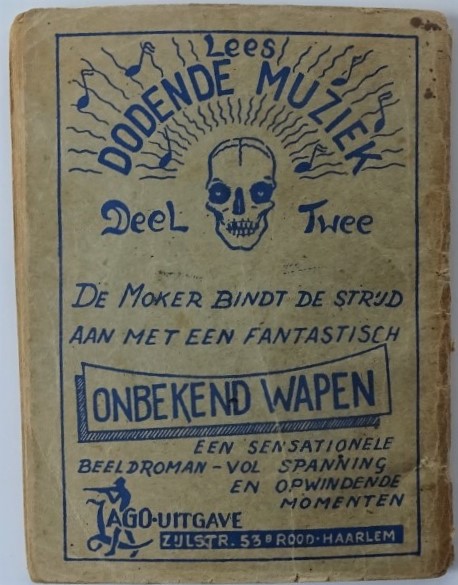 Lees
DODENDE MUZIEK
Deel Twee
DE MOKER BINDT DE STRIJD
AAN MET EEN FANTASTISCH
ONBEKEND WAPEN
EEN SENSATIONELE
BEELDROMAN - VOL SPANNING
EN OPWINDENDE
MOMENTEN
JAGO-UITGAVE
ZIJLSTR. 53a ROOD-HAARLEM